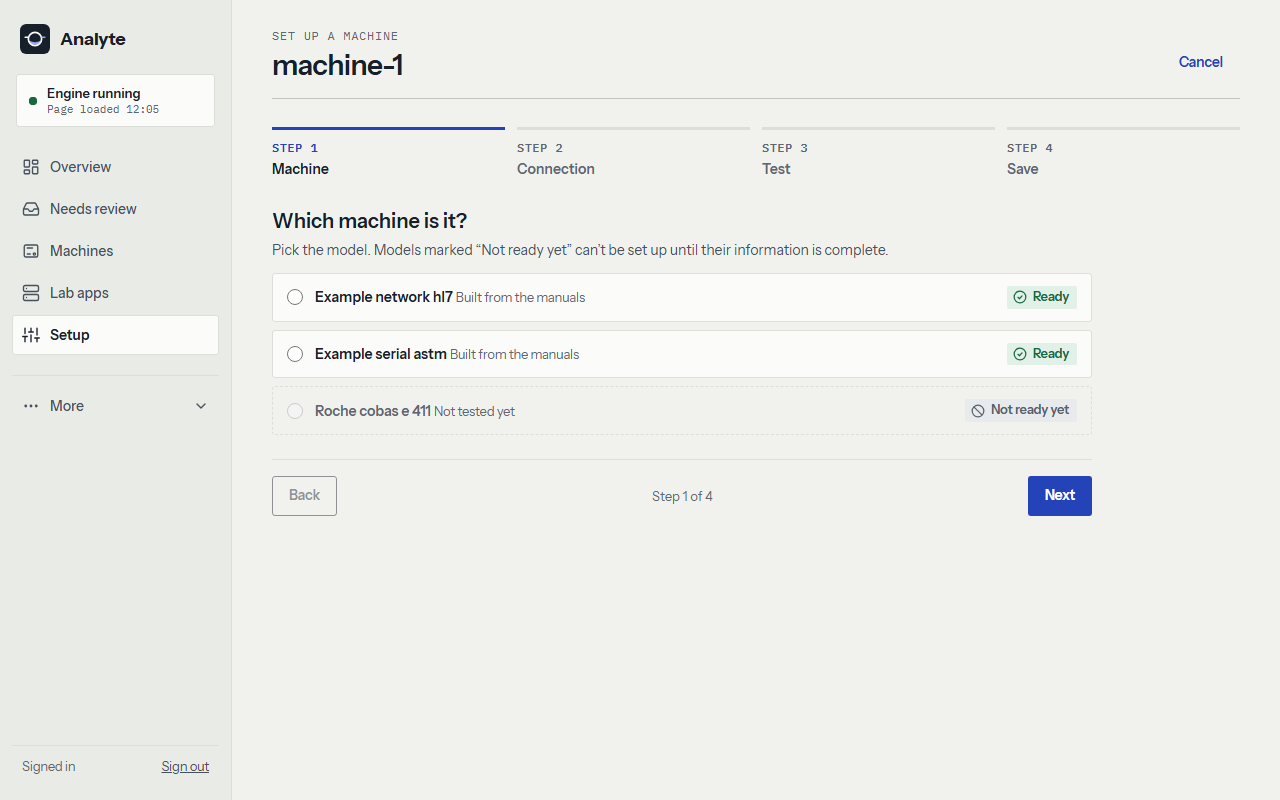 Analyte
Engine running
Page loaded 12:05
Overview
Needs review
Machines
Lab apps
Setup
More
Signed in
Sign out
SET UP A MACHINE
machine-1
Cancel
STEP 1
Machine
STEP 2
Connection
STEP 3
Test
STEP 4
Save
Which machine is it?
Pick the model. Models marked “Not ready yet” can’t be set up until their information is complete.
Example network hl7 Built from the manuals
Ready
Example serial astm Built from the manuals
Ready
Roche cobas e 411 Not tested yet
Not ready yet
Back
Step 1 of 4
Next